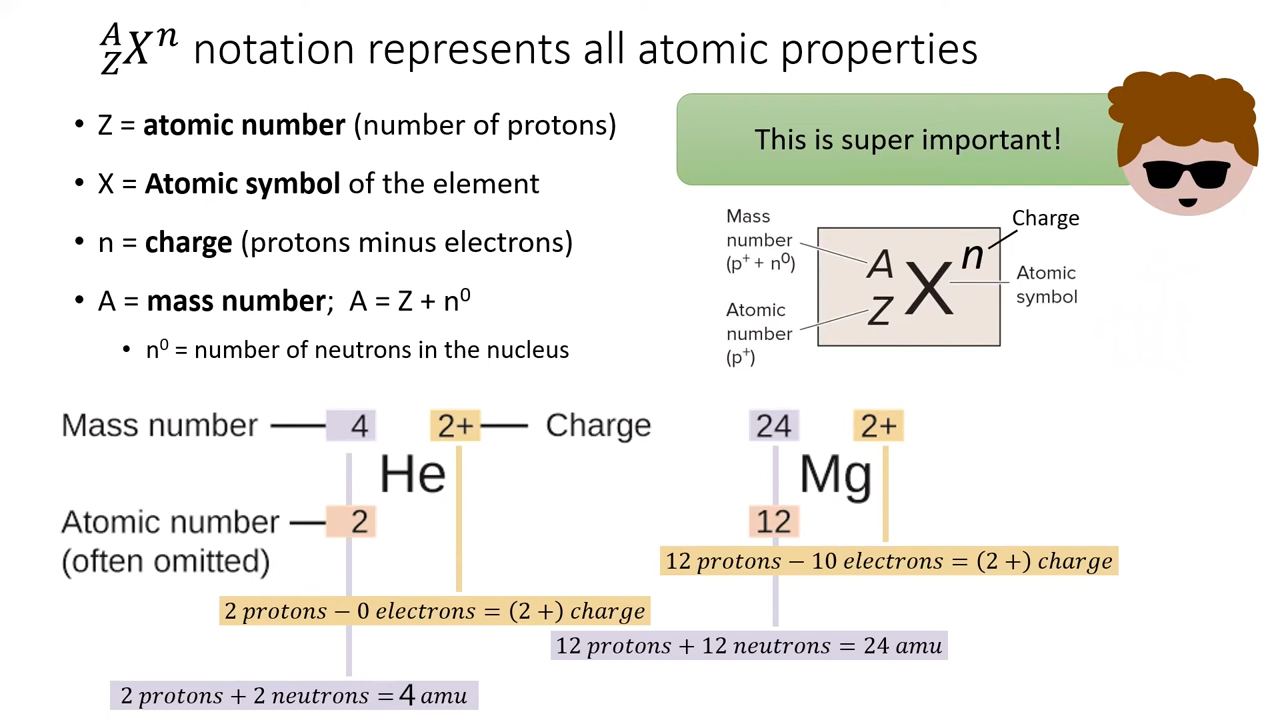 ᴬ_Z Xⁿ notation represents all atomic properties
• Z = atomic number (number of protons)
• X = Atomic symbol of the element
• n = charge (protons minus electrons)
• A = mass number; A = Z + n⁰
• n⁰ = number of neutrons in the nucleus
This is super important!
Mass
number
(p⁺ + n⁰)
Atomic
number
(p⁺)
A
Z
X
n
Charge
Atomic
symbol
Mass number
4
2+
Charge
He
Atomic number
(often omitted)
2
2 protons − 0 electrons = (2 +) charge
2 protons + 2 neutrons = 4 amu
24
2+
Mg
12
12 protons − 10 electrons = (2 +) charge
12 protons + 12 neutrons = 24 amu